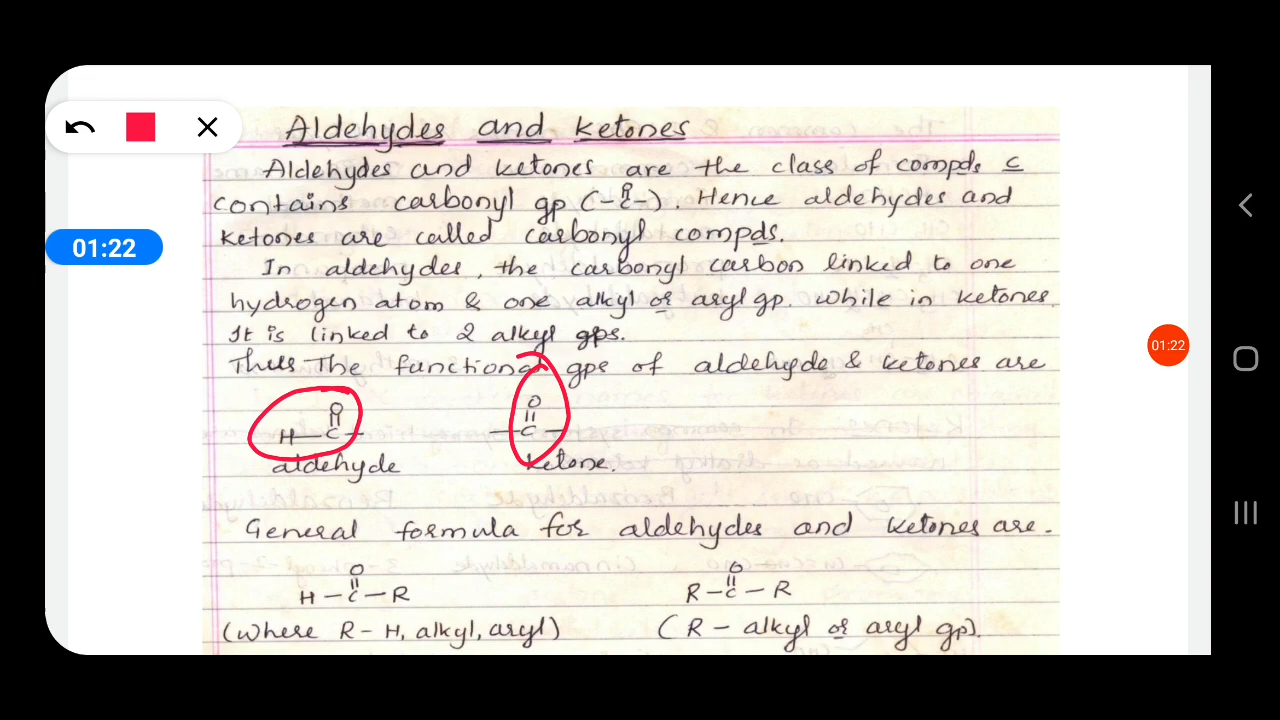 Aldehydes and ketones
01:22
Aldehydes and ketones are the class of compds c
contains carbonyl gp (-C-). Hence aldehydes and
O
ketones are called carbonyl compds.
In aldehydes, the carbonyl carbon linked to one
hydrogen atom & one alkyl or aryl gp. While in ketones.
It is linked to 2 alkyl gps.
Thus The functional gps of aldehyde & ketones are
01:22
O O
H—C— —C—
aldehyde ketone.
General formula for aldehydes and ketones are.
O O
H-C-R R-C-R
(where R-H, alkyl, aryl) (R- alkyl or aryl gp).